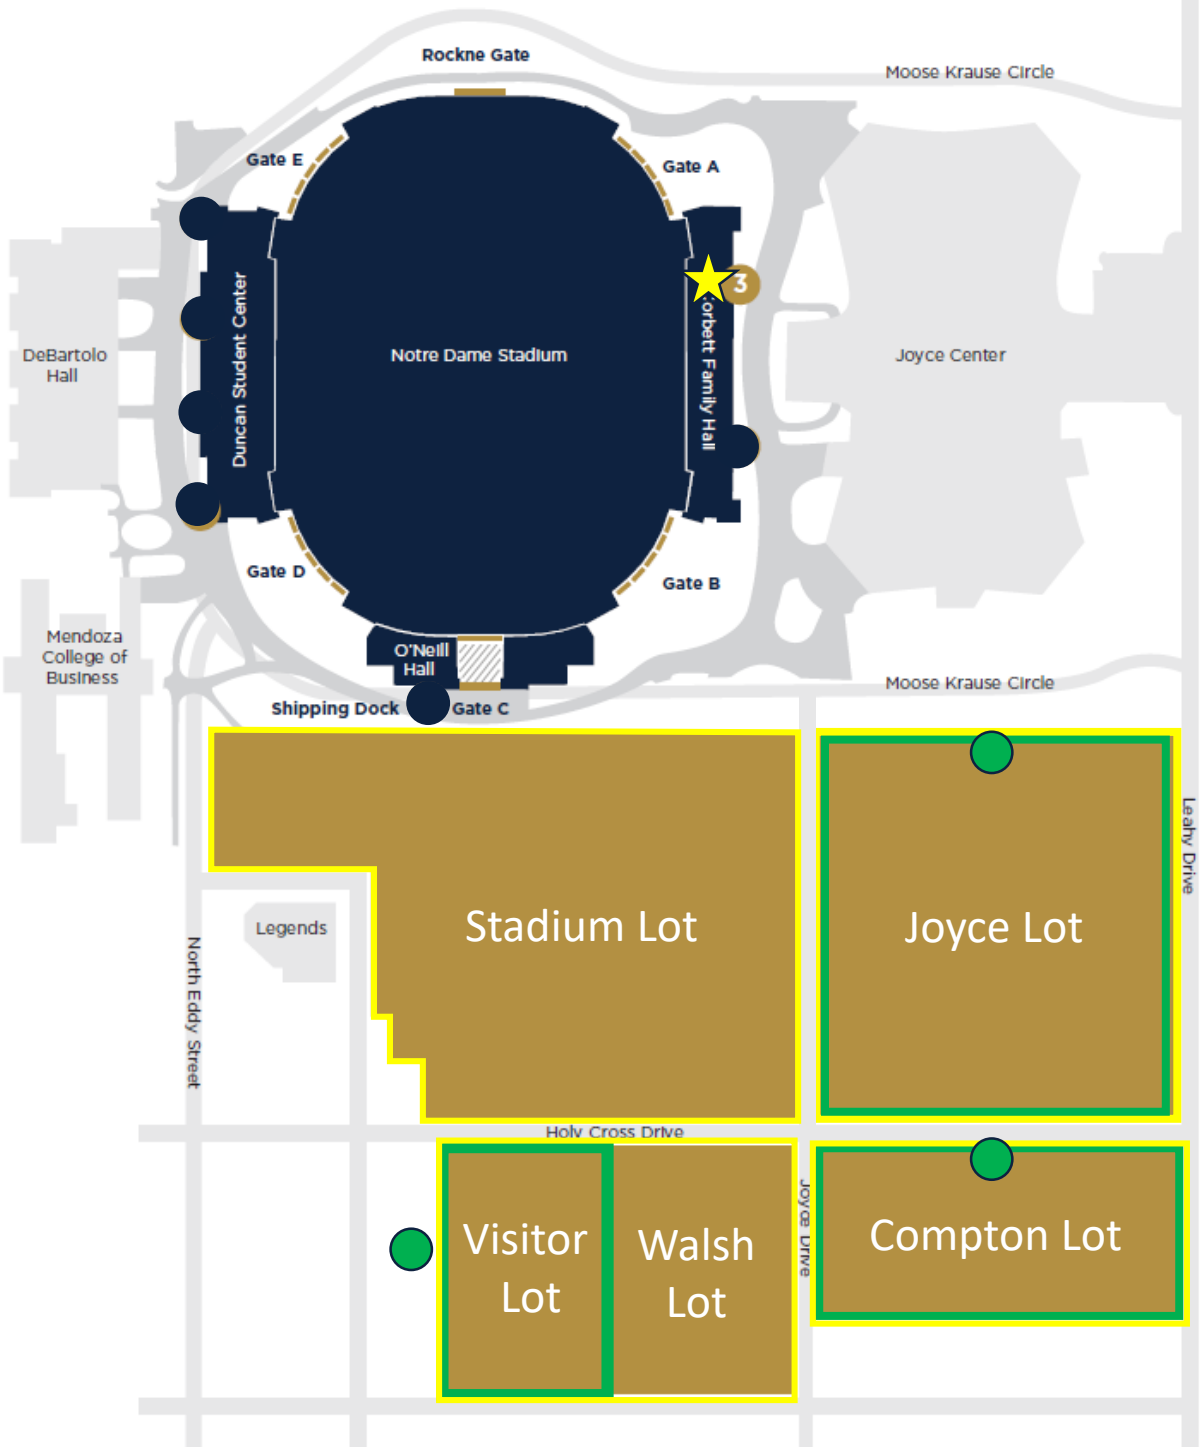 Rockne Gate
Moose Krause Circle
Gate E
Gate A
3
DeBartolo
Hall
Duncan Student Center
Notre Dame Stadium
orbett Family Hall
Joyce Center
Gate D
Gate B
Mendoza
College of
Business
O'Neill
Hall
Moose Krause Circle
Shipping Dock
Gate C
Leahy Drive
Stadium Lot
Joyce Lot
Legends
North Eddy Street
Holy Cross Drive
Joyce Drive
Visitor
Lot
Walsh
Lot
Compton Lot